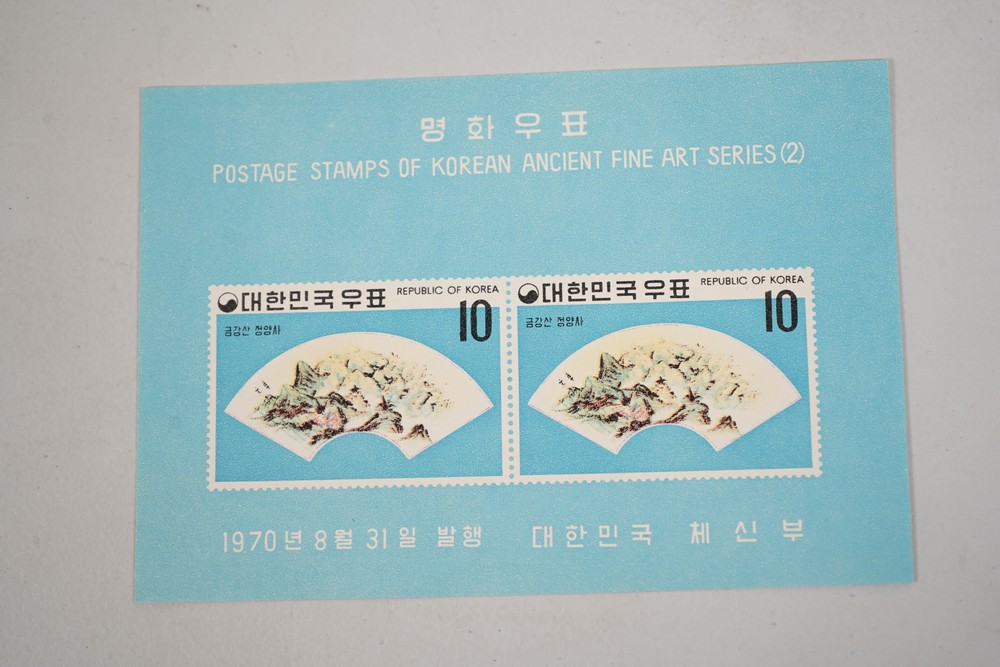 명화우표
POSTAGE STAMPS OF KOREAN ANCIENT FINE ART SERIES (2)
대한민국우표 REPUBLIC OF KOREA
10
금강산 정양사
대한민국우표 REPUBLIC OF KOREA
10
금강산 정양사
1970년 8월 31일 발행 대한민국 체신부